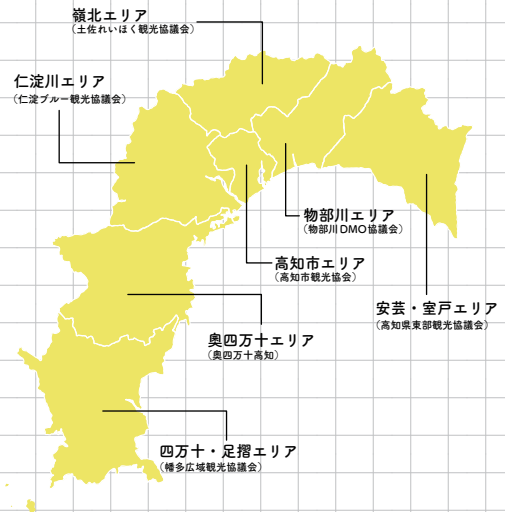 嶺北エリア
（土佐れいほく観光協議会）
仁淀川エリア
（仁淀ブルー観光協議会）
物部川エリア
（物部川DMO協議会）
高知市エリア
（高知市観光協会）
安芸・室戸エリア
（高知県東部観光協議会）
奥四万十エリア
（奥四万十高知）
四万十・足摺エリア
（幡多広域観光協議会）